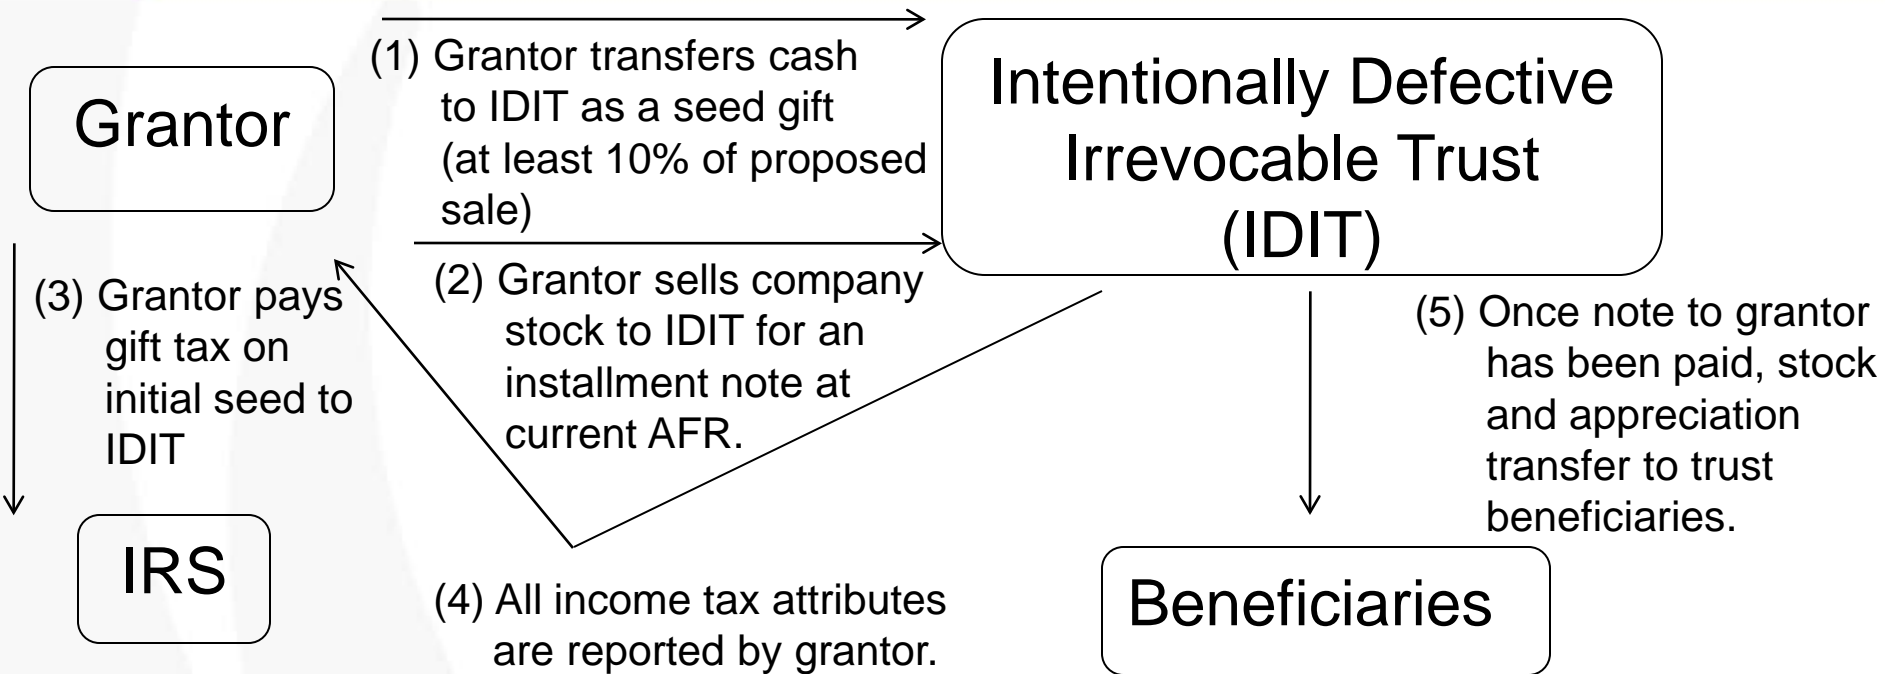 Grantor
(1) Grantor transfers cash
to IDIT as a seed gift
(at least 10% of proposed
sale)
Intentionally Defective
Irrevocable Trust
(IDIT)
(2) Grantor sells company
stock to IDIT for an
installment note at
current AFR.
(3) Grantor pays
gift tax on
initial seed to
IDIT
IRS
(4) All income tax attributes
are reported by grantor.
(5) Once note to grantor
has been paid, stock
and appreciation
transfer to trust
beneficiaries.
Beneficiaries